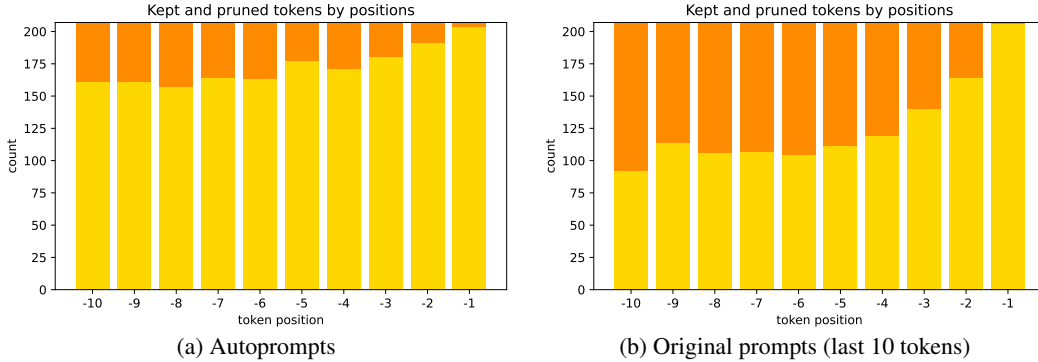 Kept and pruned tokens by positions
200
175
150
125
100
75
50
25
0
count
-10 -9 -8 -7 -6 -5 -4 -3 -2 -1
token position
(a) Autoprompts
Kept and pruned tokens by positions
200
175
150
125
100
75
50
25
0
count
-10 -9 -8 -7 -6 -5 -4 -3 -2 -1
token position
(b) Original prompts (last 10 tokens)